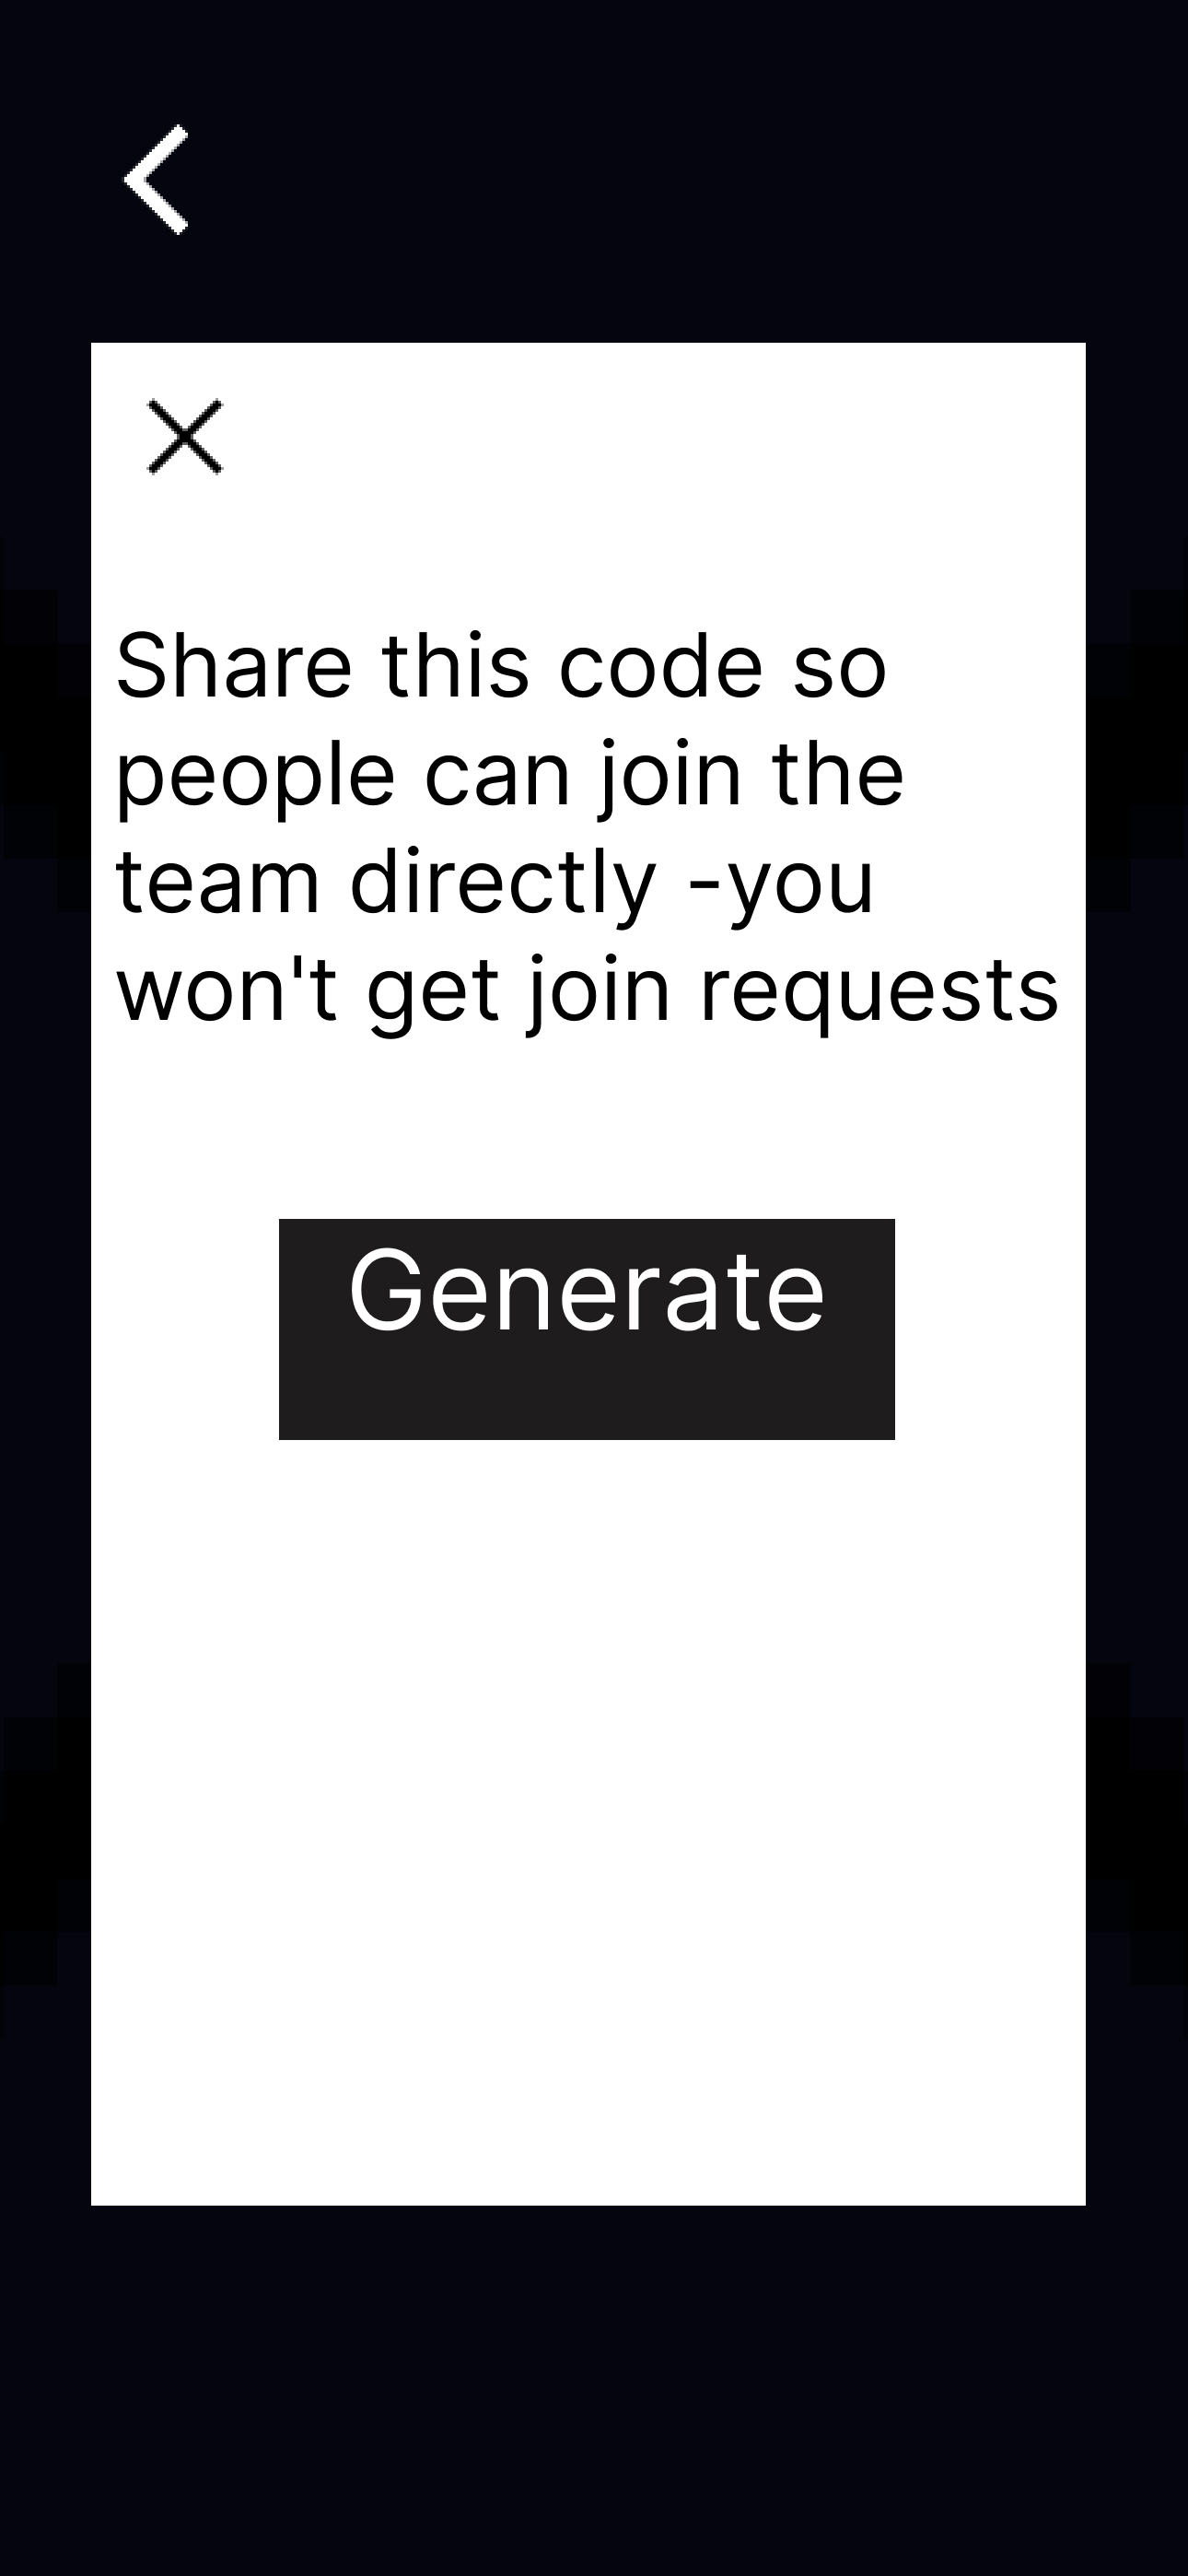 Share this code so
people can join the
team directly -you
won't get join requests
Generate